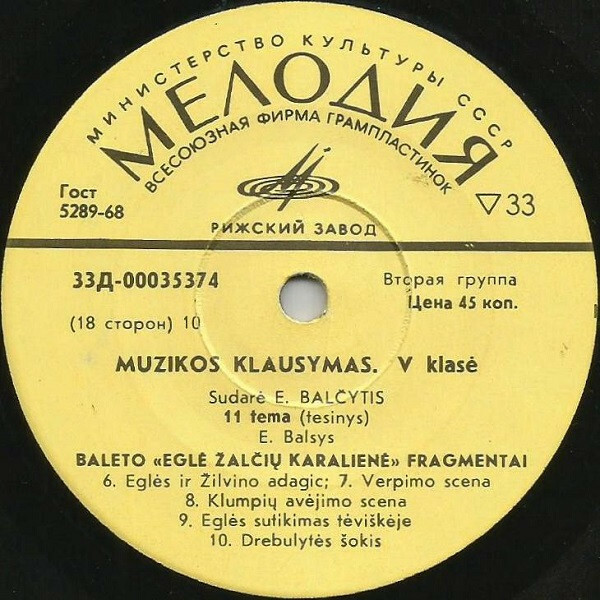 МИНИСТЕРСТВО КУЛЬТУРЫ СССР
МЕЛОДИЯ
ВСЕСОЮЗНАЯ ФИРМА ГРАМПЛАСТИНОК
Гост
5289-68
▽33
РИЖСКИЙ ЗАВОД
33Д-00035374
Вторая группа
Цена 45 коп.
(18 сторон) 10
MUZIKOS KLAUSYMAS. V klasė
Sudarė E. BALČYTIS
11 tema (tęsinys)
E. Balsys
BALETO «EGLĖ ŽALČIŲ KARALIENĖ» FRAGMENTAI
6. Eglės ir Žilvino adagic; 7. Verpimo scena
8. Klumpių avėjimo scena
9. Eglės sutikimas tėviškėje
10. Drebulytės šokis